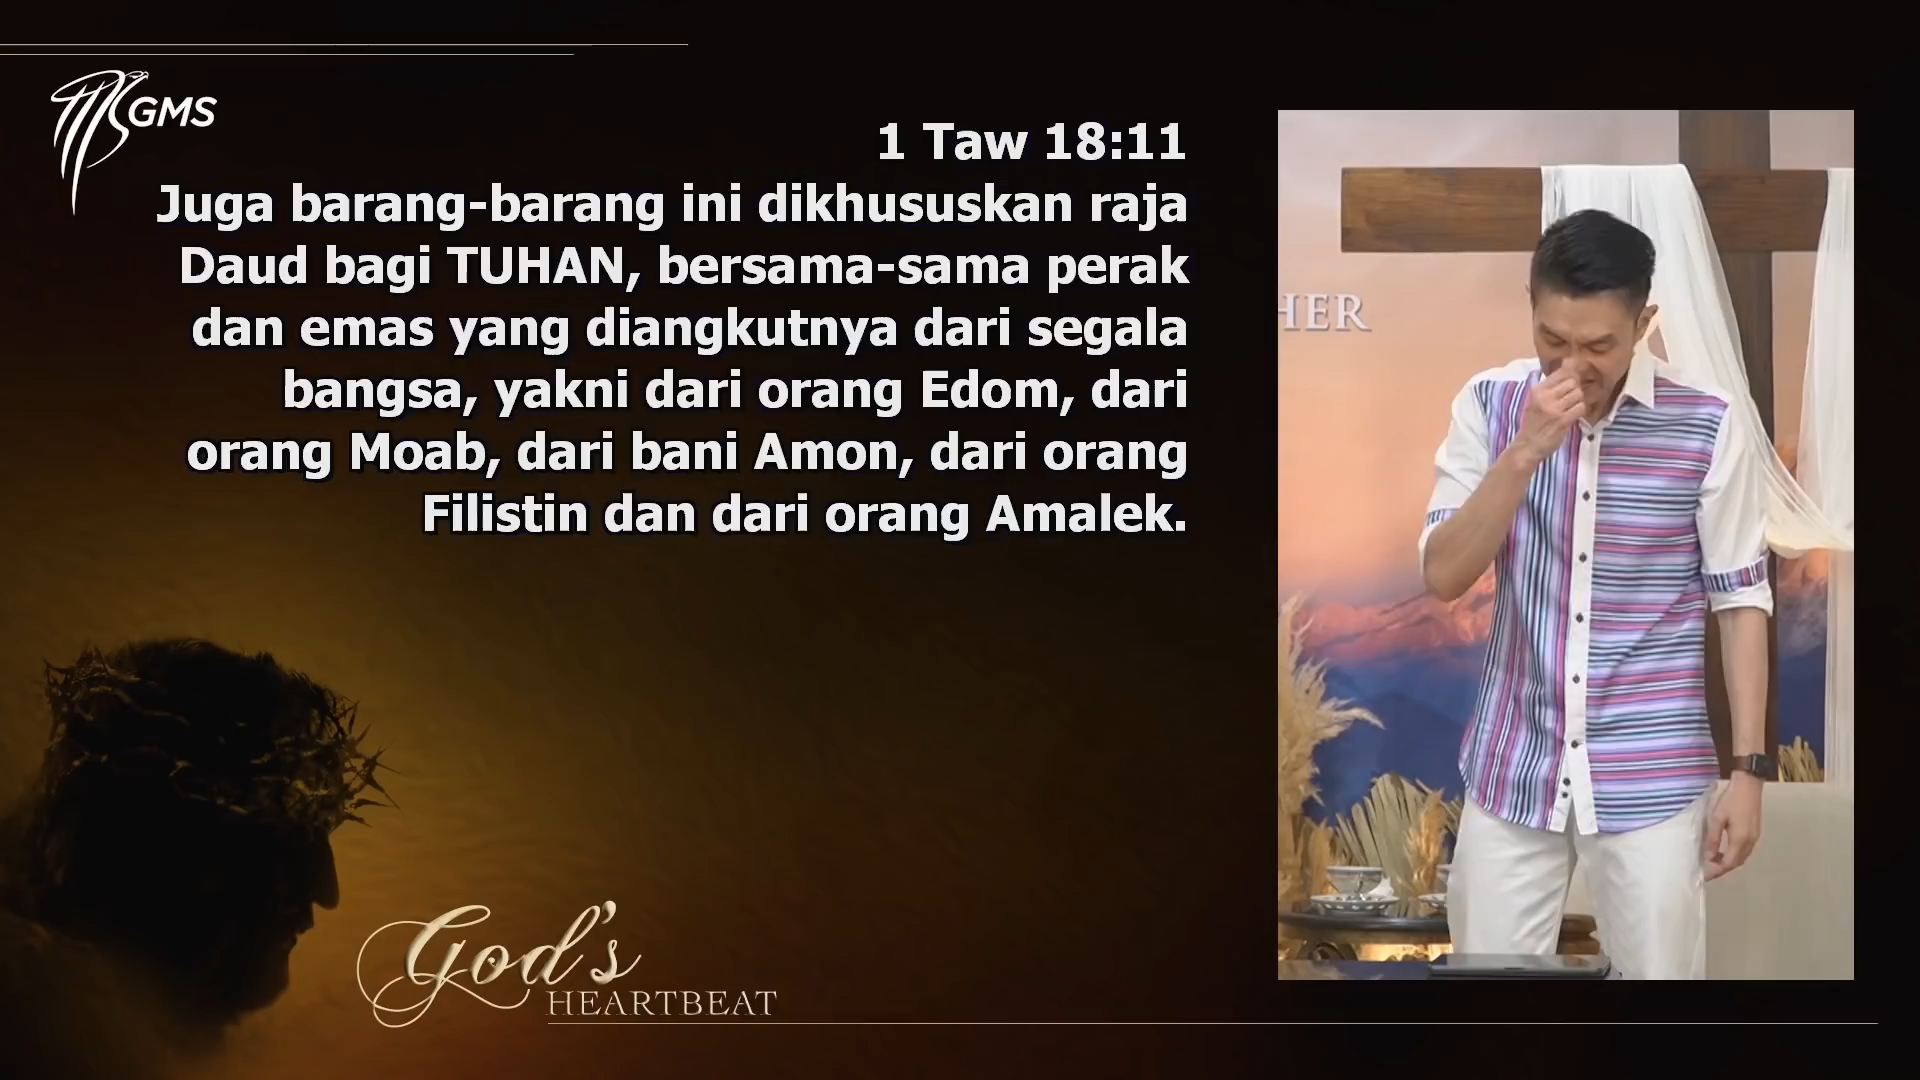 GMS
1 Taw 18:11
Juga barang-barang ini dikhususkan raja
Daud bagi TUHAN, bersama-sama perak
dan emas yang diangkutnya dari segala
bangsa, yakni dari orang Edom, dari
orang Moab, dari bani Amon, dari orang
Filistin dan dari orang Amalek.
HER
God's
HEARTBEAT